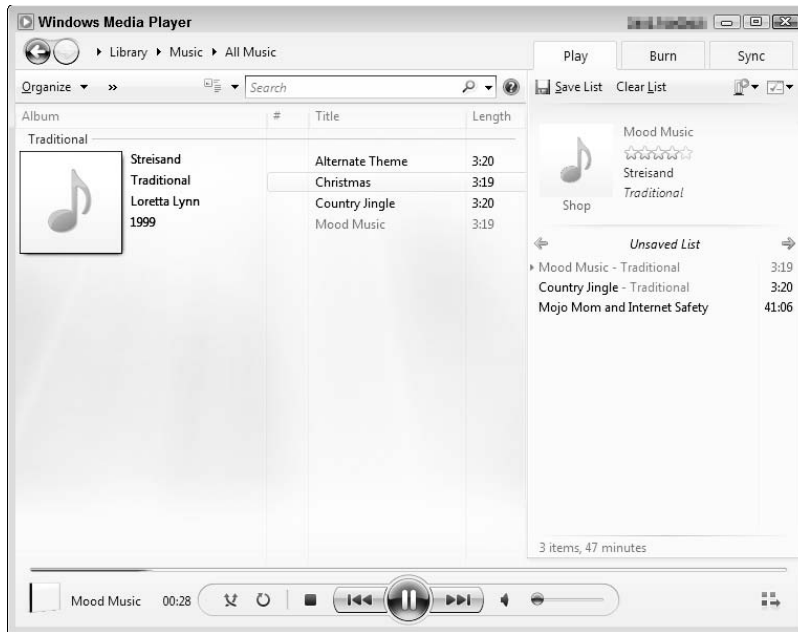 Windows Media Player
Library Music All Music
Play Burn Sync
Organize » Search
Save List Clear List
Album # Title Length
Traditional
Streisand Alternate Theme 3:20
Traditional Christmas 3:19
Loretta Lynn Country Jingle 3:20
1999 Mood Music 3:19
Mood Music
Streisand
Traditional
Shop
Unsaved List
Mood Music - Traditional 3:19
Country Jingle - Traditional 3:20
Mojo Mom and Internet Safety 41:06
3 items, 47 minutes
Mood Music 00:28